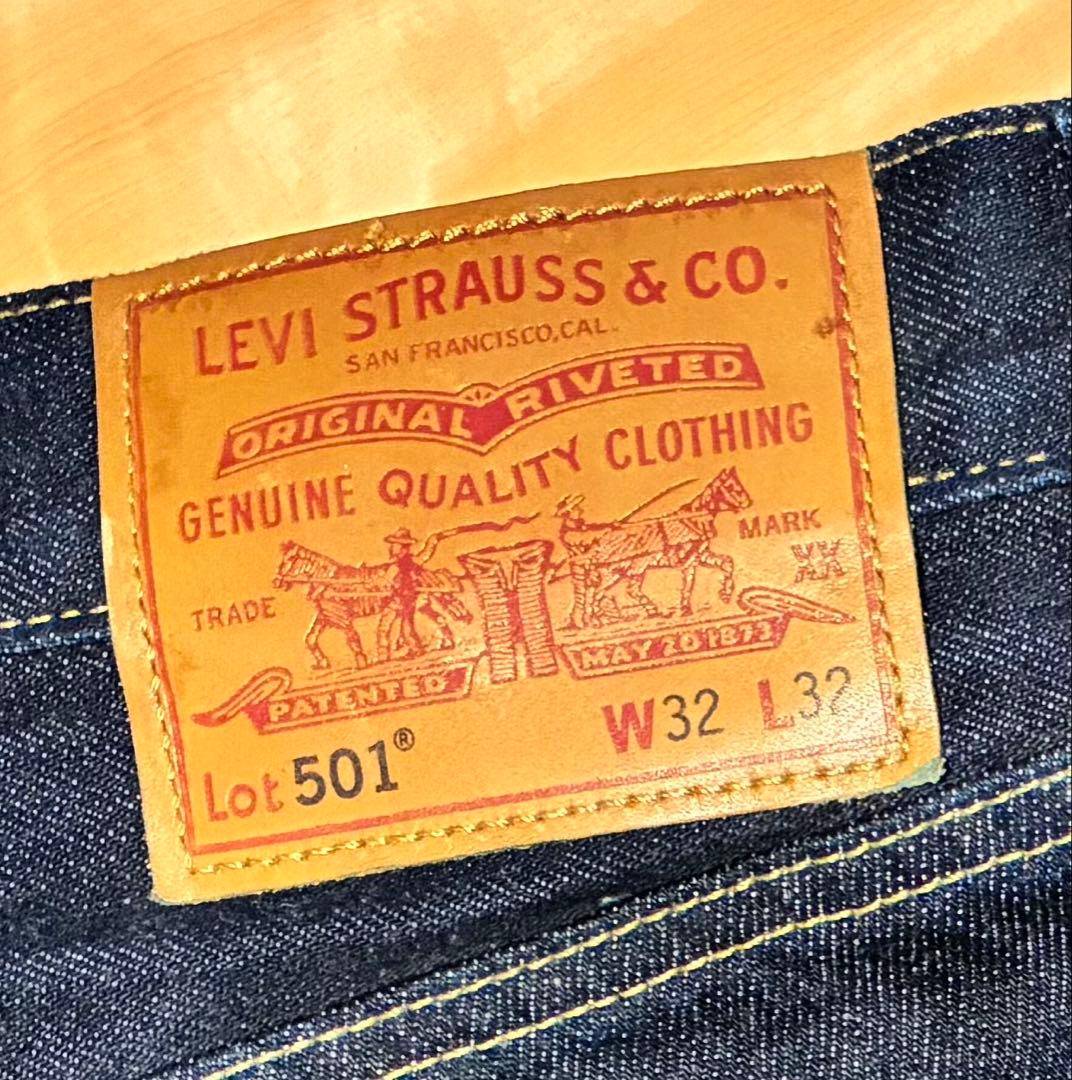 LEVI STRAUSS & CO.
SAN FRANCISCO, CAL.
ORIGINAL RIVETED
GENUINE QUALITY CLOTHING
TRADE MARK
XX
PATENTED MAY 20 1873
Lot 501® W32 L32